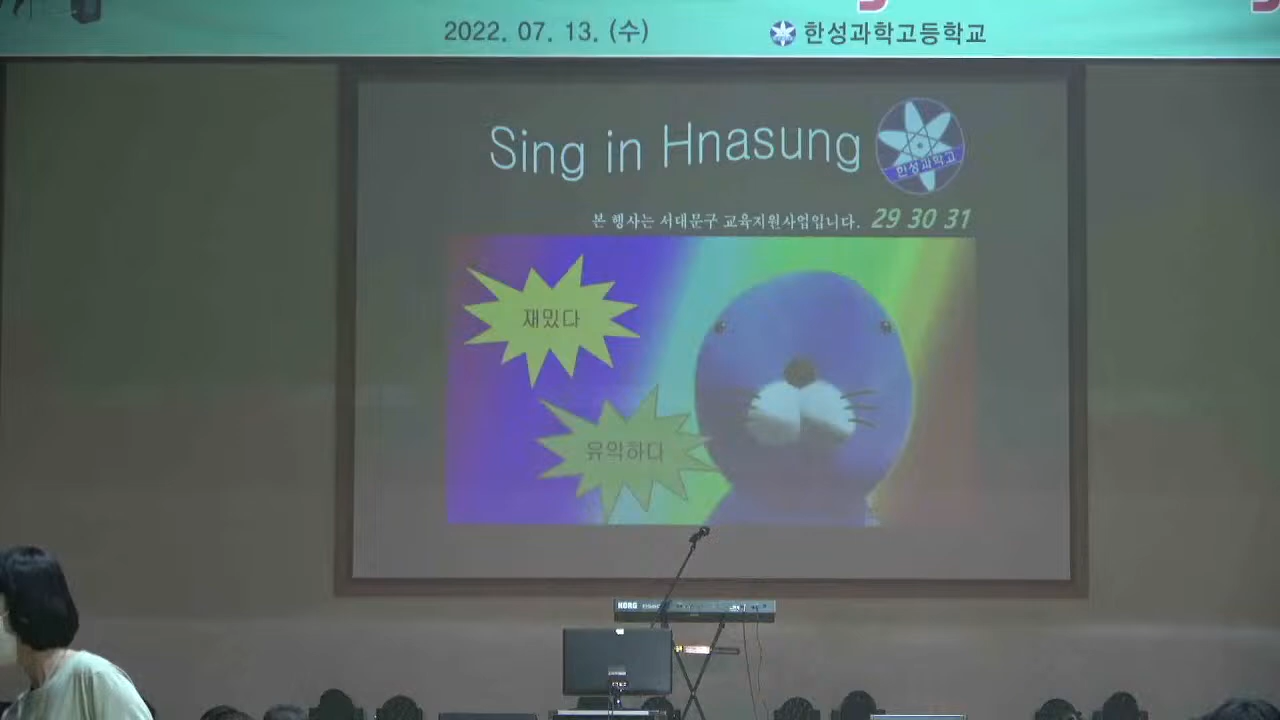 2022. 07. 13. (수)
한성과학고등학교
Sing in Hnasung
한성과학고
본 행사는 서대문구 교육지원사업입니다. 29 30 31
재밌다
유악하다
KORG